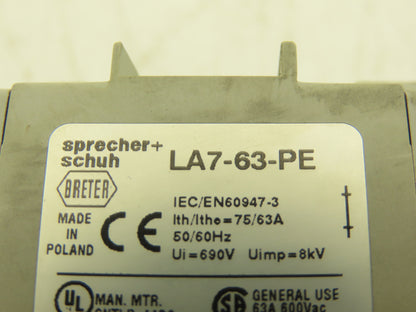 sprecher+
schuh
LA7-63-PE
BRETER
MADE
IN
POLAND
CE
IEC/EN60947-3
Ith/Ithe=75/63A
50/60Hz
Ui=690V Uimp=8kV
UL
MAN. MTR.
SA
GENERAL USE
63A 600Vac